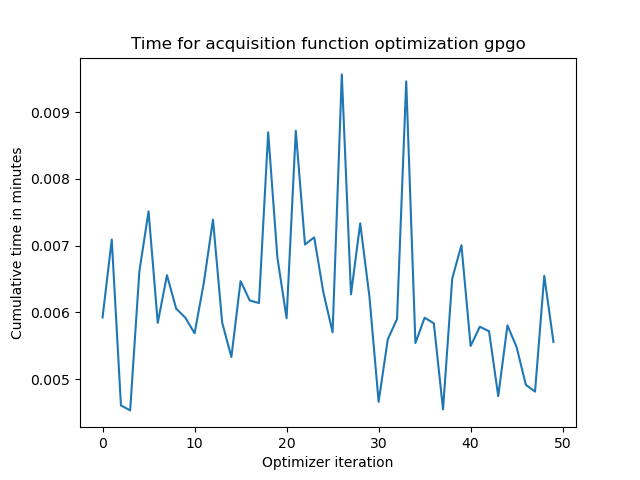 Time for acquisition function optimization gpgo
0.009
0.008
0.007
0.006
0.005
Cumulative time in minutes
0 10 20 30 40 50
Optimizer iteration